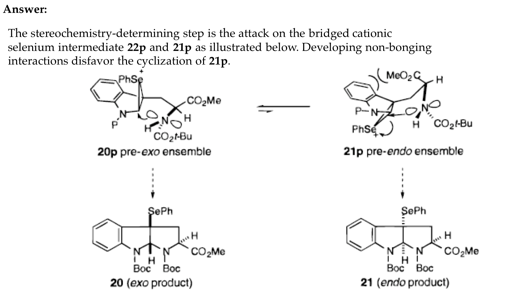 Answer:
The stereochemistry-determining step is the attack on the bridged cationic
selenium intermediate 22p and 21p as illustrated below. Developing non-bonging
interactions disfavor the cyclization of 21p.
PhSe
+
CO₂Me
P
N
H
N
H
CO₂t-Bu
20p pre-exo ensemble
MeO₂C
H
P
N
N
PhSe
+
H
CO₂t-Bu
21p pre-endo ensemble
SePh
H
CO₂Me
N
H
N
Boc
Boc
20 (exo product)
SePh
H
CO₂Me
N
H
N
Boc
Boc
21 (endo product)